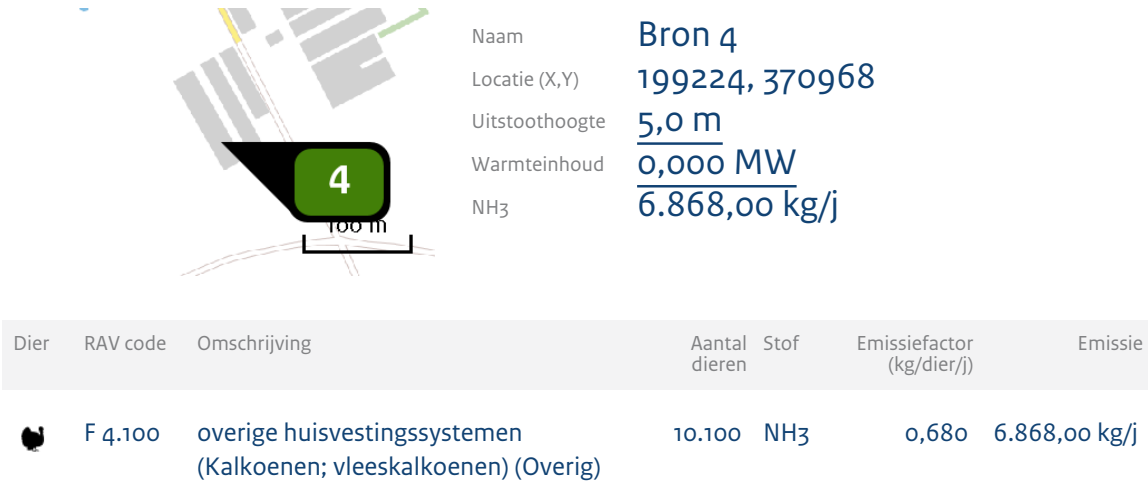 Naam Bron 4
Locatie (X,Y) 199224, 370968
Uitstoothoogte 5,0 m
Warmteinhoud 0,000 MW
NH3 6.868,00 kg/j
4
100 m
Dier RAV code Omschrijving Aantal dieren Stof Emissiefactor (kg/dier/j) Emissie
F 4.100 overige huisvestingssystemen 10.100 NH3 0,680 6.868,00 kg/j
(Kalkoenen; vleeskalkoenen) (Overig)